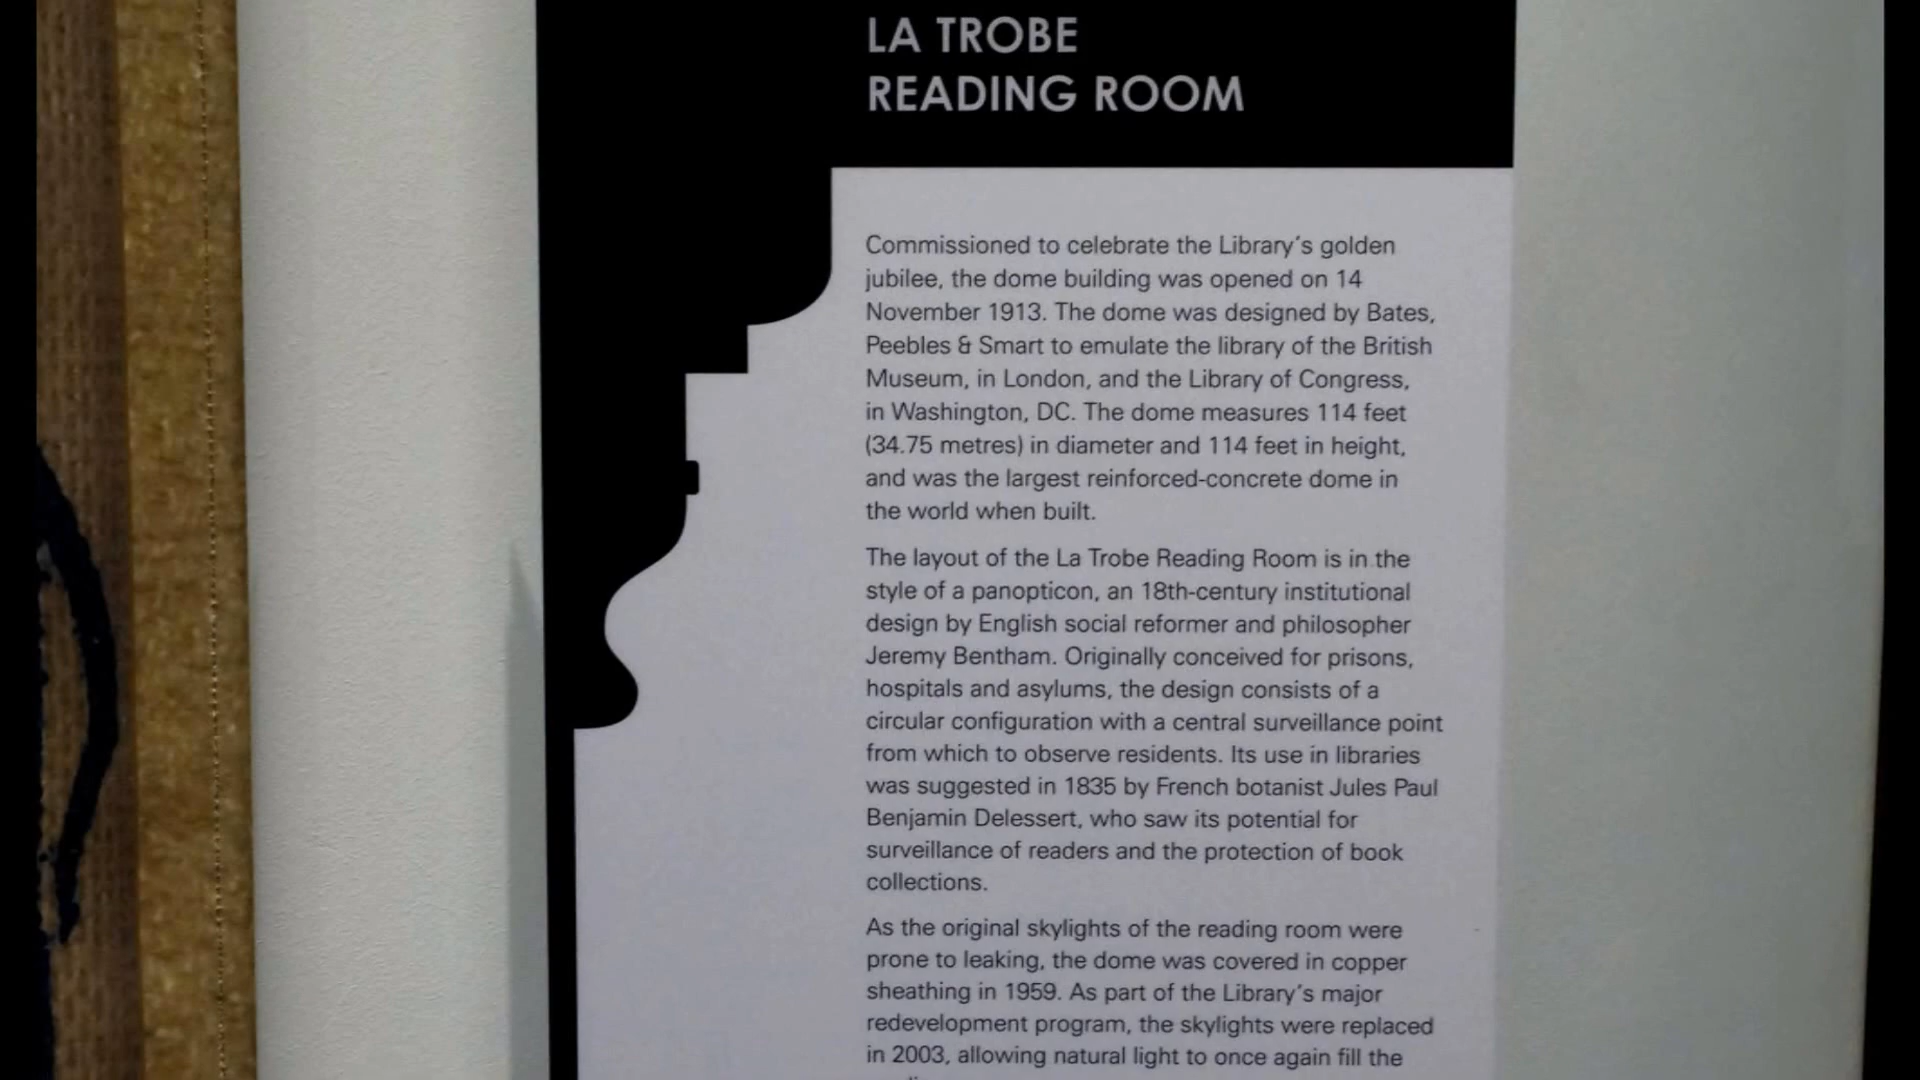 LA TROBE
READING ROOM
Commissioned to celebrate the Library's golden
jubilee, the dome building was opened on 14
November 1913. The dome was designed by Bates,
Peebles & Smart to emulate the library of the British
Museum, in London, and the Library of Congress,
in Washington, DC. The dome measures 114 feet
(34.75 metres) in diameter and 114 feet in height,
and was the largest reinforced-concrete dome in
the world when built.
The layout of the La Trobe Reading Room is in the
style of a panopticon, an 18th-century institutional
design by English social reformer and philosopher
Jeremy Bentham. Originally conceived for prisons,
hospitals and asylums, the design consists of a
circular configuration with a central surveillance point
from which to observe residents. Its use in libraries
was suggested in 1835 by French botanist Jules Paul
Benjamin Delessert, who saw its potential for
surveillance of readers and the protection of book
collections.
As the original skylights of the reading room were
prone to leaking, the dome was covered in copper
sheathing in 1959. As part of the Library's major
redevelopment program, the skylights were replaced
in 2003, allowing natural light to once again fill the